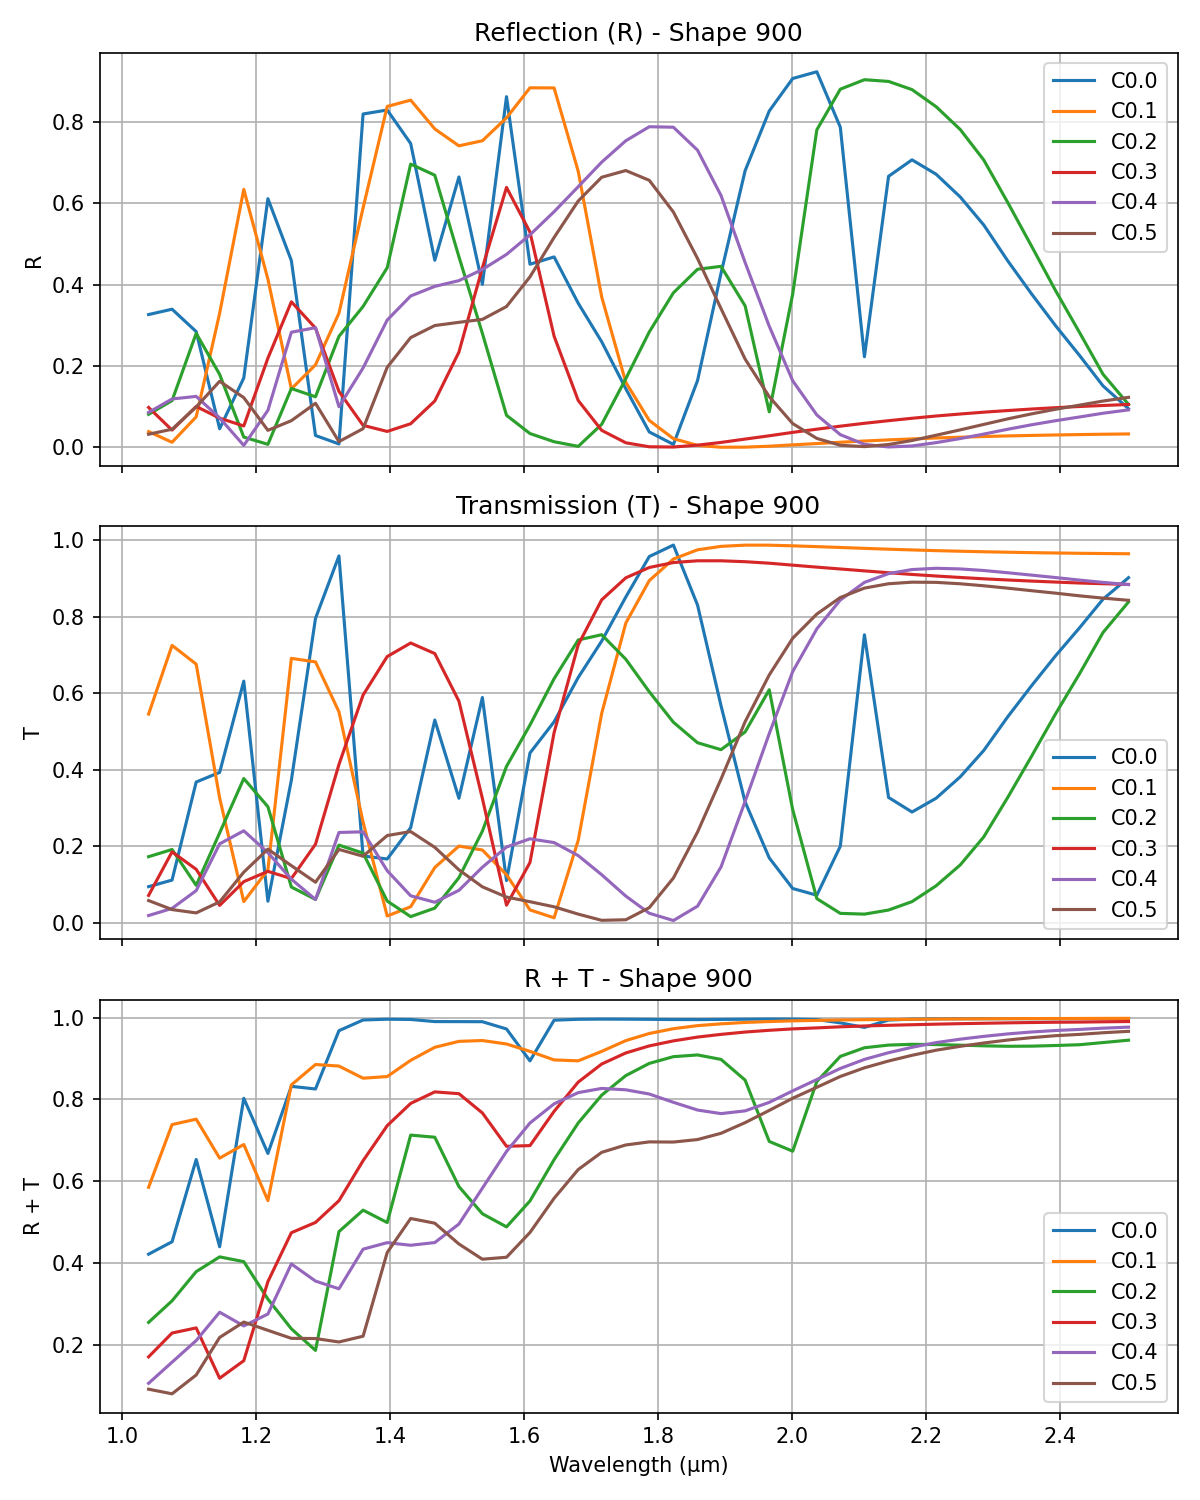 Reflection (R) - Shape 900
R
0.8
0.6
0.4
0.2
0.0
C0.0
C0.1
C0.2
C0.3
C0.4
C0.5
Transmission (T) - Shape 900
T
1.0
0.8
0.6
0.4
0.2
0.0
C0.0
C0.1
C0.2
C0.3
C0.4
C0.5
R + T - Shape 900
R + T
1.0
0.8
0.6
0.4
0.2
C0.0
C0.1
C0.2
C0.3
C0.4
C0.5
1.0 1.2 1.4 1.6 1.8 2.0 2.2 2.4
Wavelength (μm)